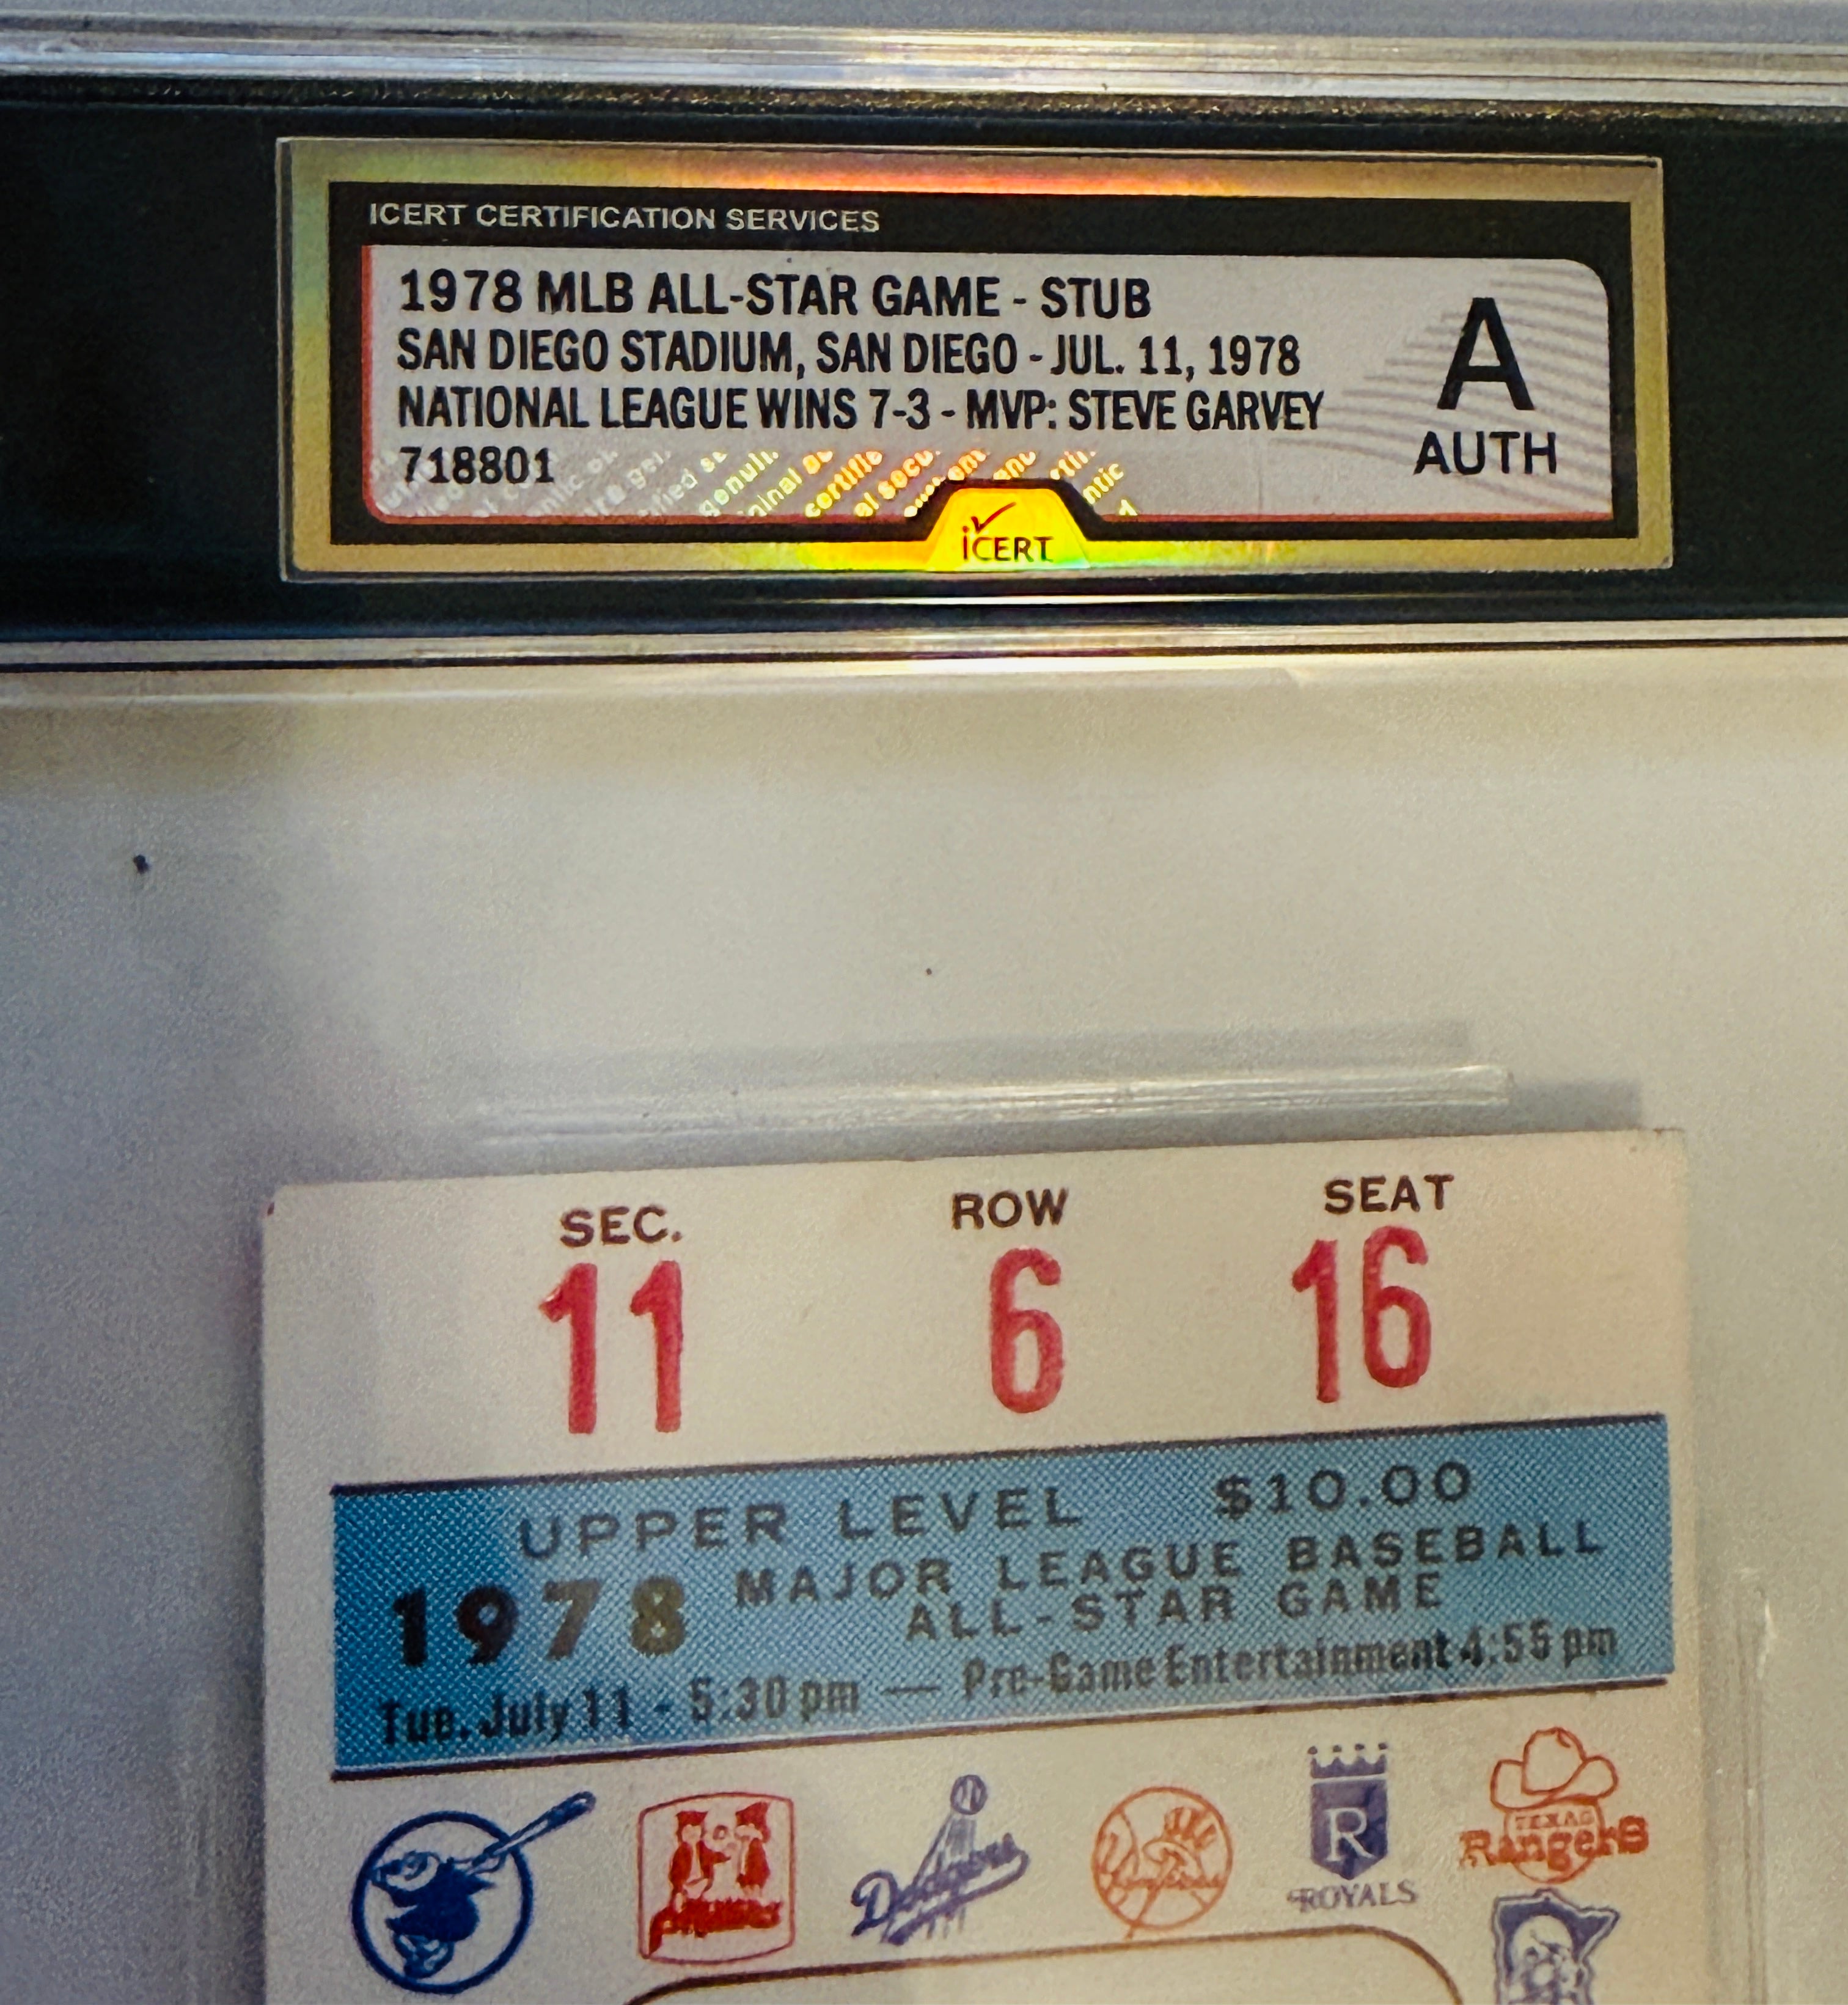 ICERT CERTIFICATION SERVICES
1978 MLB ALL-STAR GAME - STUB
SAN DIEGO STADIUM, SAN DIEGO - JUL. 11, 1978
NATIONAL LEAGUE WINS 7-3 - MVP: STEVE GARVEY
718801
A
AUTH
iCERT
SEC. ROW SEAT
11 6 16
UPPER LEVEL $10.00
1978 MAJOR LEAGUE BASEBALL
ALL-STAR GAME
Tue. July 11 - 5:30 pm — Pre-Game Entertainment 4:55 pm
Dodgers
R
ROYALS
TEXAS
Rangers